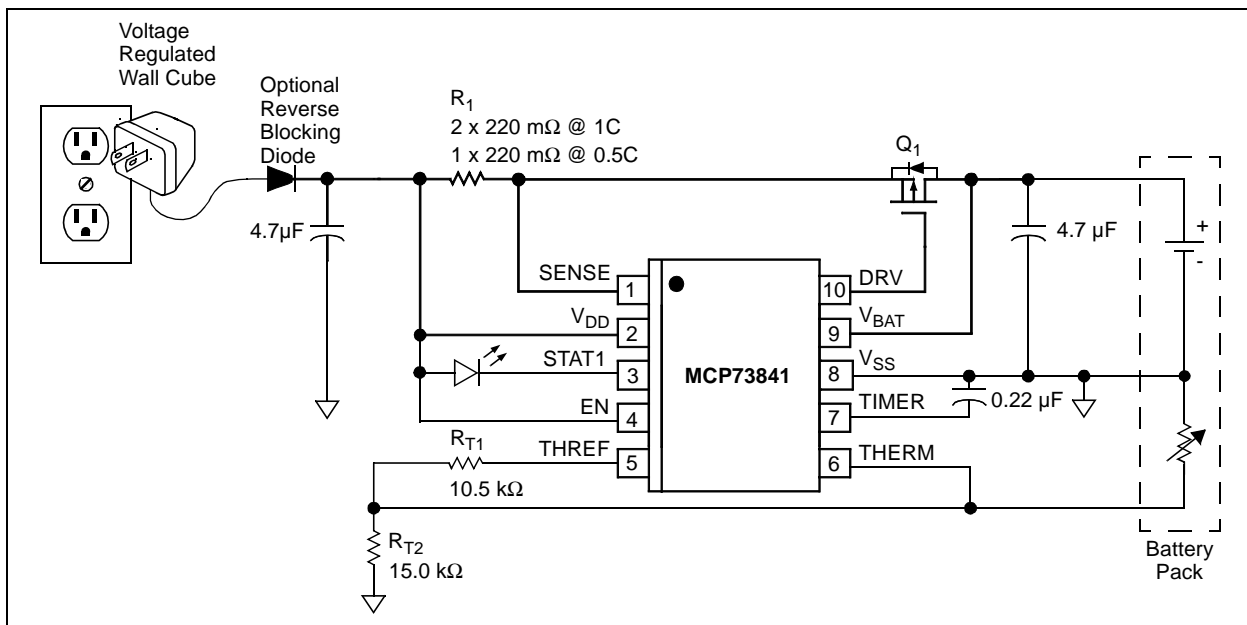 Voltage
Regulated
Wall Cube
Optional
Reverse
Blocking
Diode
R1
2 x 220 mΩ @ 1C
1 x 220 mΩ @ 0.5C
Q1
4.7µF
4.7 µF
+
-
SENSE
1
10
DRV
VDD
2
9
VBAT
STAT1
3
MCP73841
8
VSS
EN
4
7
TIMER
0.22 µF
RT1
10.5 kΩ
THREF
5
6
THERM
RT2
15.0 kΩ
Battery
Pack